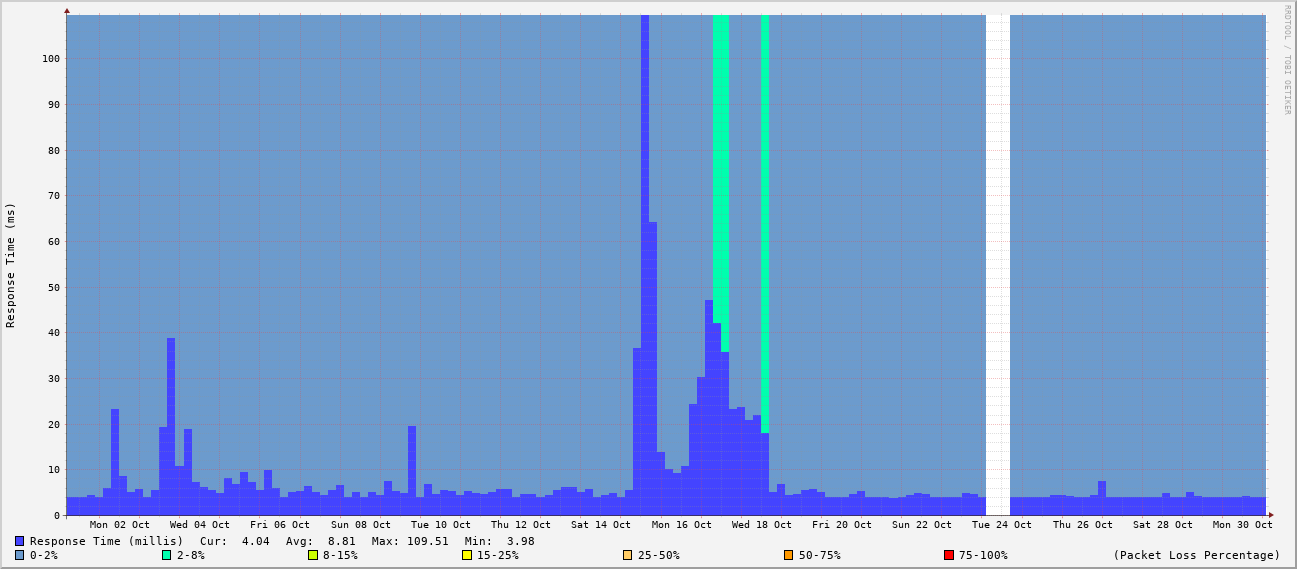 RRDTOOL / TOBI OETIKER
Response Time (ms)
100
90
80
70
60
50
40
30
20
10
0
Mon 02 Oct Wed 04 Oct Fri 06 Oct Sun 08 Oct Tue 10 Oct Thu 12 Oct Sat 14 Oct Mon 16 Oct Wed 18 Oct Fri 20 Oct Sun 22 Oct Tue 24 Oct Thu 26 Oct Sat 28 Oct Mon 30 Oct
Response Time (millis) Cur: 4.04 Avg: 8.81 Max: 109.51 Min: 3.98
0-2% 2-8% 8-15% 15-25% 25-50% 50-75% 75-100% (Packet Loss Percentage)